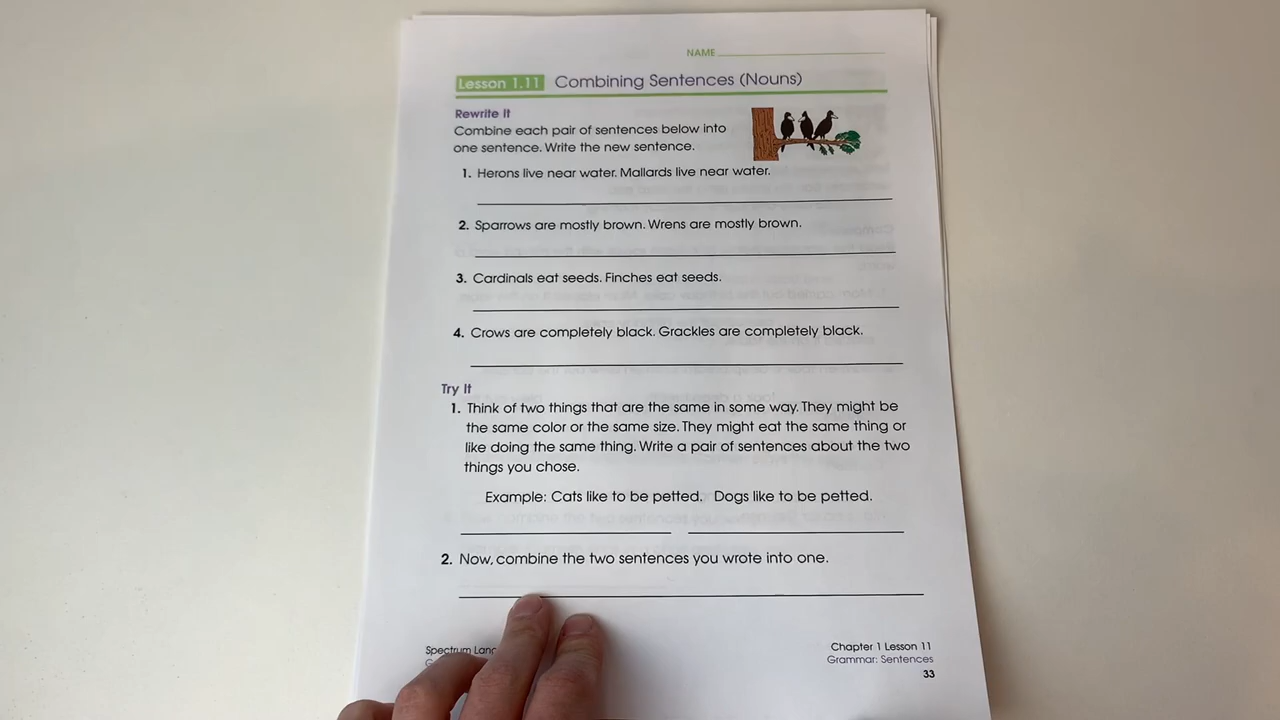 NAME
Lesson 1.11 Combining Sentences (Nouns)
Rewrite It
Combine each pair of sentences below into
one sentence. Write the new sentence.
1. Herons live near water. Mallards live near water.
2. Sparrows are mostly brown. Wrens are mostly brown.
3. Cardinals eat seeds. Finches eat seeds.
4. Crows are completely black. Grackles are completely black.
Try It
1. Think of two things that are the same in some way. They might be
the same color or the same size. They might eat the same thing or
like doing the same thing. Write a pair of sentences about the two
things you chose.
Example: Cats like to be petted. Dogs like to be petted.
2. Now, combine the two sentences you wrote into one.
Spectrum
Chapter 1 Lesson 11
Grammar: Sentences
33